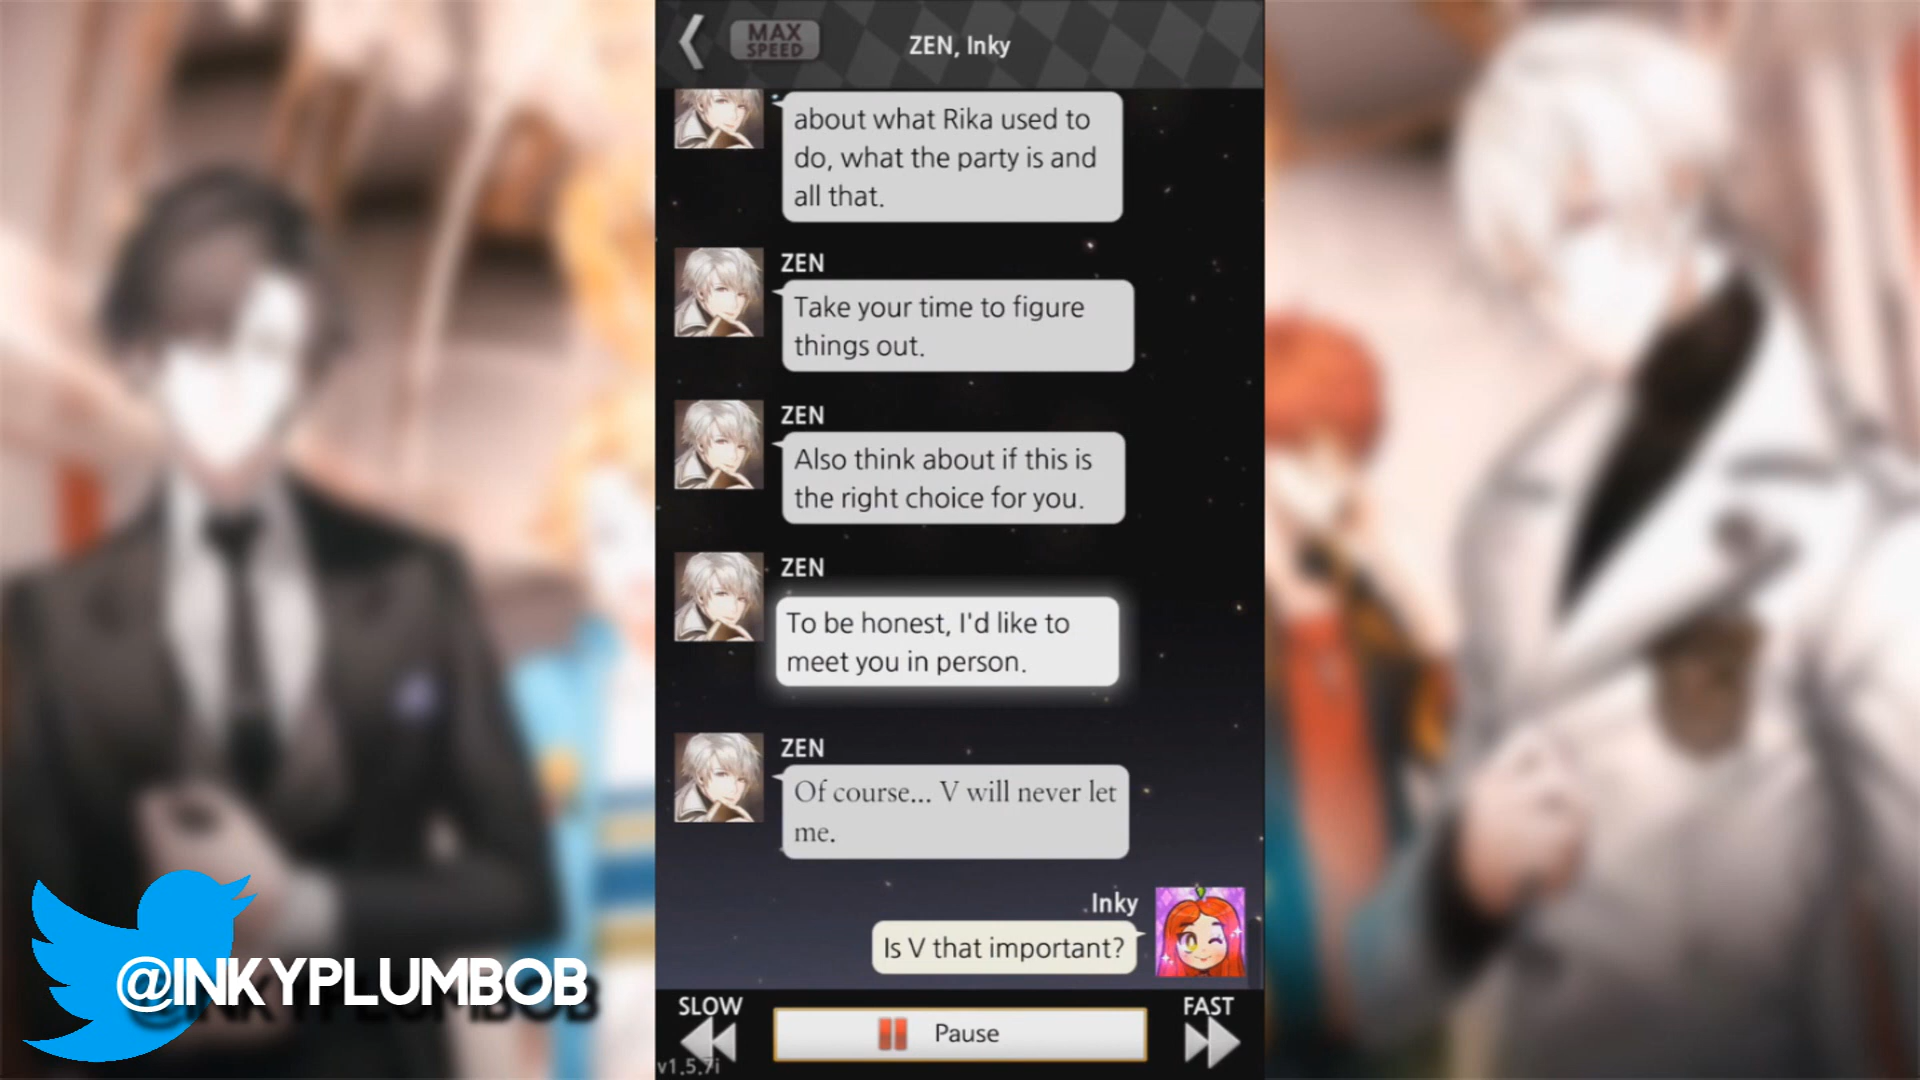 MAX
SPEED
ZEN, Inky
about what Rika used to
do, what the party is and
all that.
ZEN
Take your time to figure
things out.
ZEN
Also think about if this is
the right choice for you.
ZEN
To be honest, I'd like to
meet you in person.
ZEN
Of course... V will never let
me.
Inky
Is V that important?
SLOW
Pause
FAST
v1.5.7i
@INKYPLUMBOB